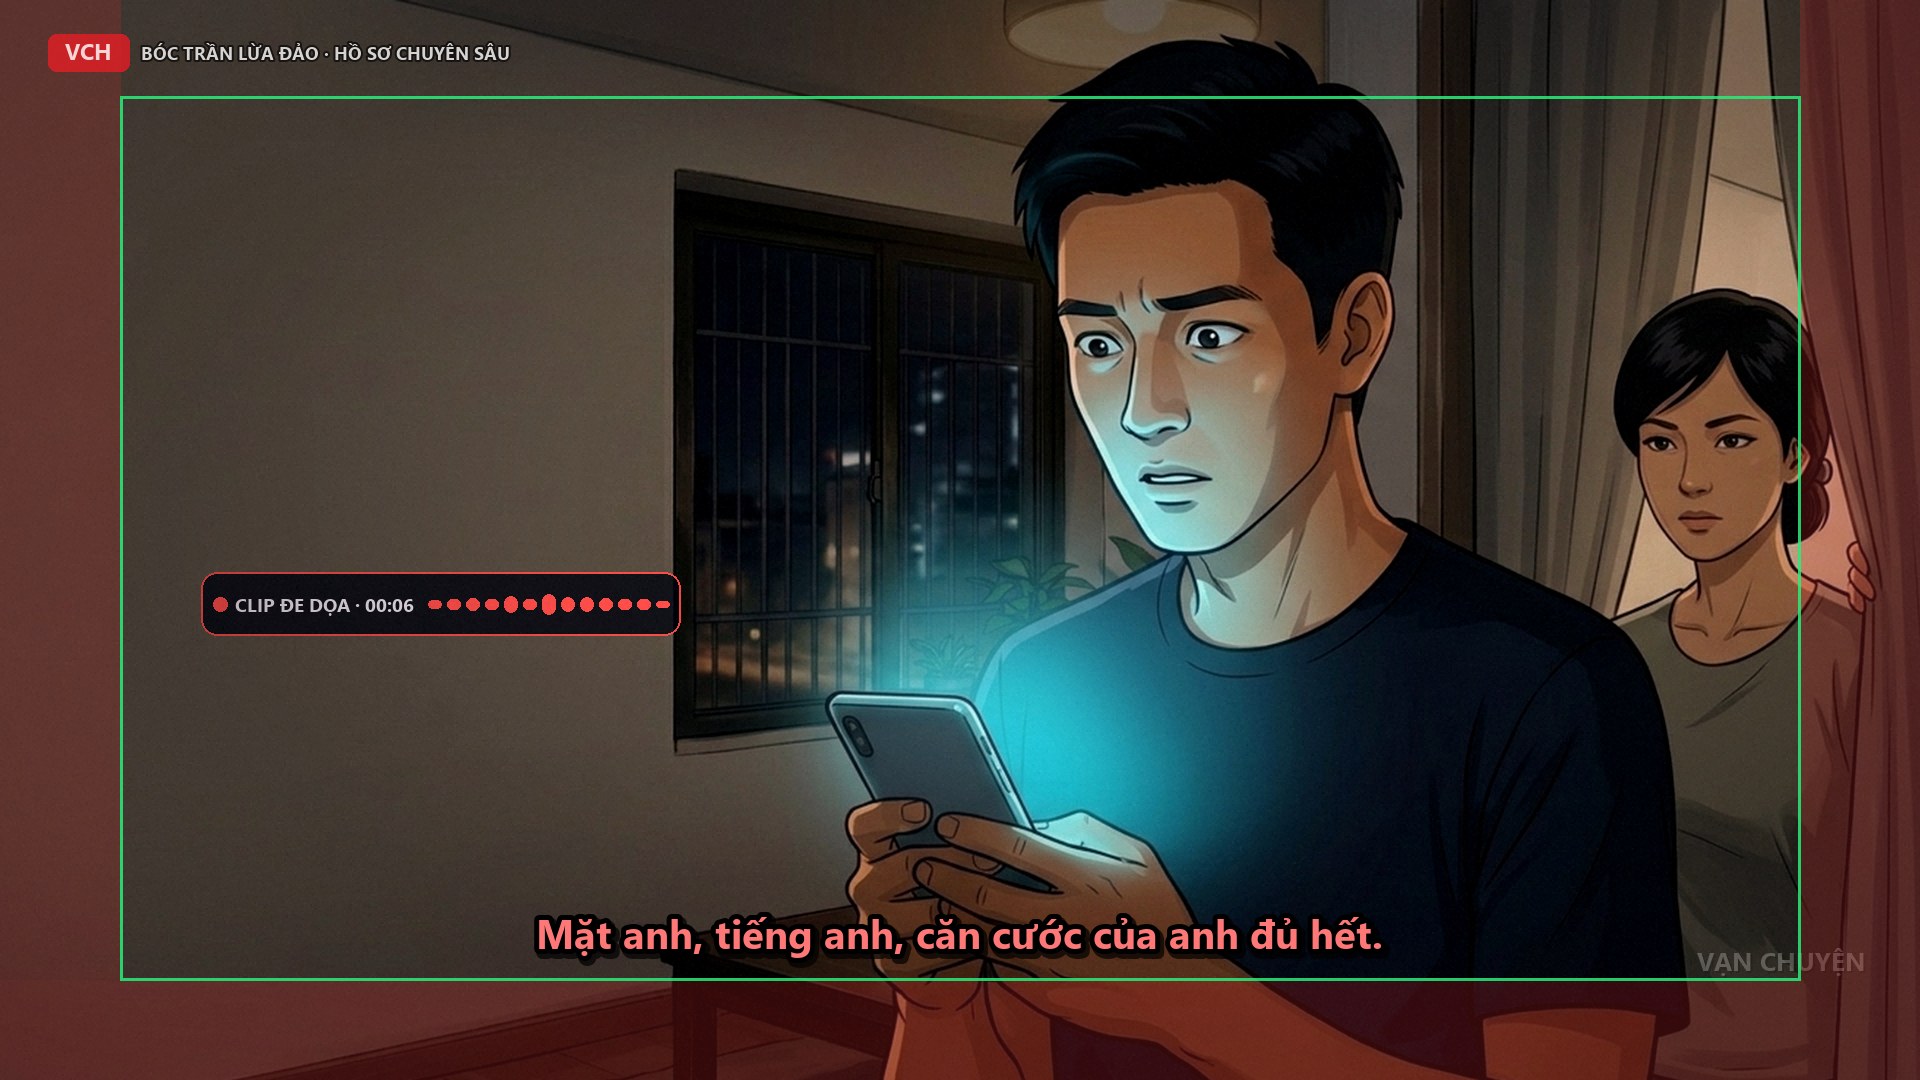 VCH BÓC TRẦN LỪA ĐẢO · HỒ SƠ CHUYÊN SÂU
CLIP ĐE DỌA · 00:06
Mặt anh, tiếng anh, căn cước của anh đủ hết.
VẠN CHUYỆN